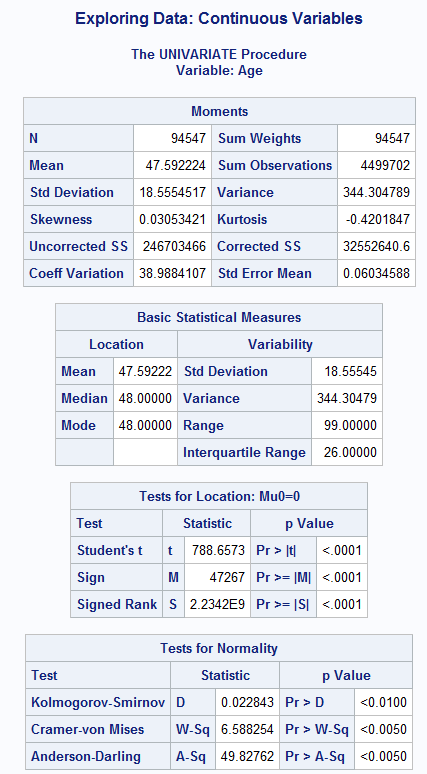 Exploring Data: Continuous Variables
The UNIVARIATE Procedure
Variable: Age
Moments
N 94547 Sum Weights 94547
Mean 47.592224 Sum Observations 4499702
Std Deviation 18.5554517 Variance 344.304789
Skewness 0.03053421 Kurtosis -0.4201847
Uncorrected SS 246703466 Corrected SS 32552640.6
Coeff Variation 38.9884107 Std Error Mean 0.06034588
Basic Statistical Measures
Location Variability
Mean 47.59222 Std Deviation 18.55545
Median 48.00000 Variance 344.30479
Mode 48.00000 Range 99.00000
Interquartile Range 26.00000
Tests for Location: Mu0=0
Test Statistic p Value
Student's t t 788.6573 Pr > |t| <.0001
Sign M 47267 Pr >= |M| <.0001
Signed Rank S 2.2342E9 Pr >= |S| <.0001
Tests for Normality
Test Statistic p Value
Kolmogorov-Smirnov D 0.022843 Pr > D <0.0100
Cramer-von Mises W-Sq 6.588254 Pr > W-Sq <0.0050
Anderson-Darling A-Sq 49.82762 Pr > A-Sq <0.0050